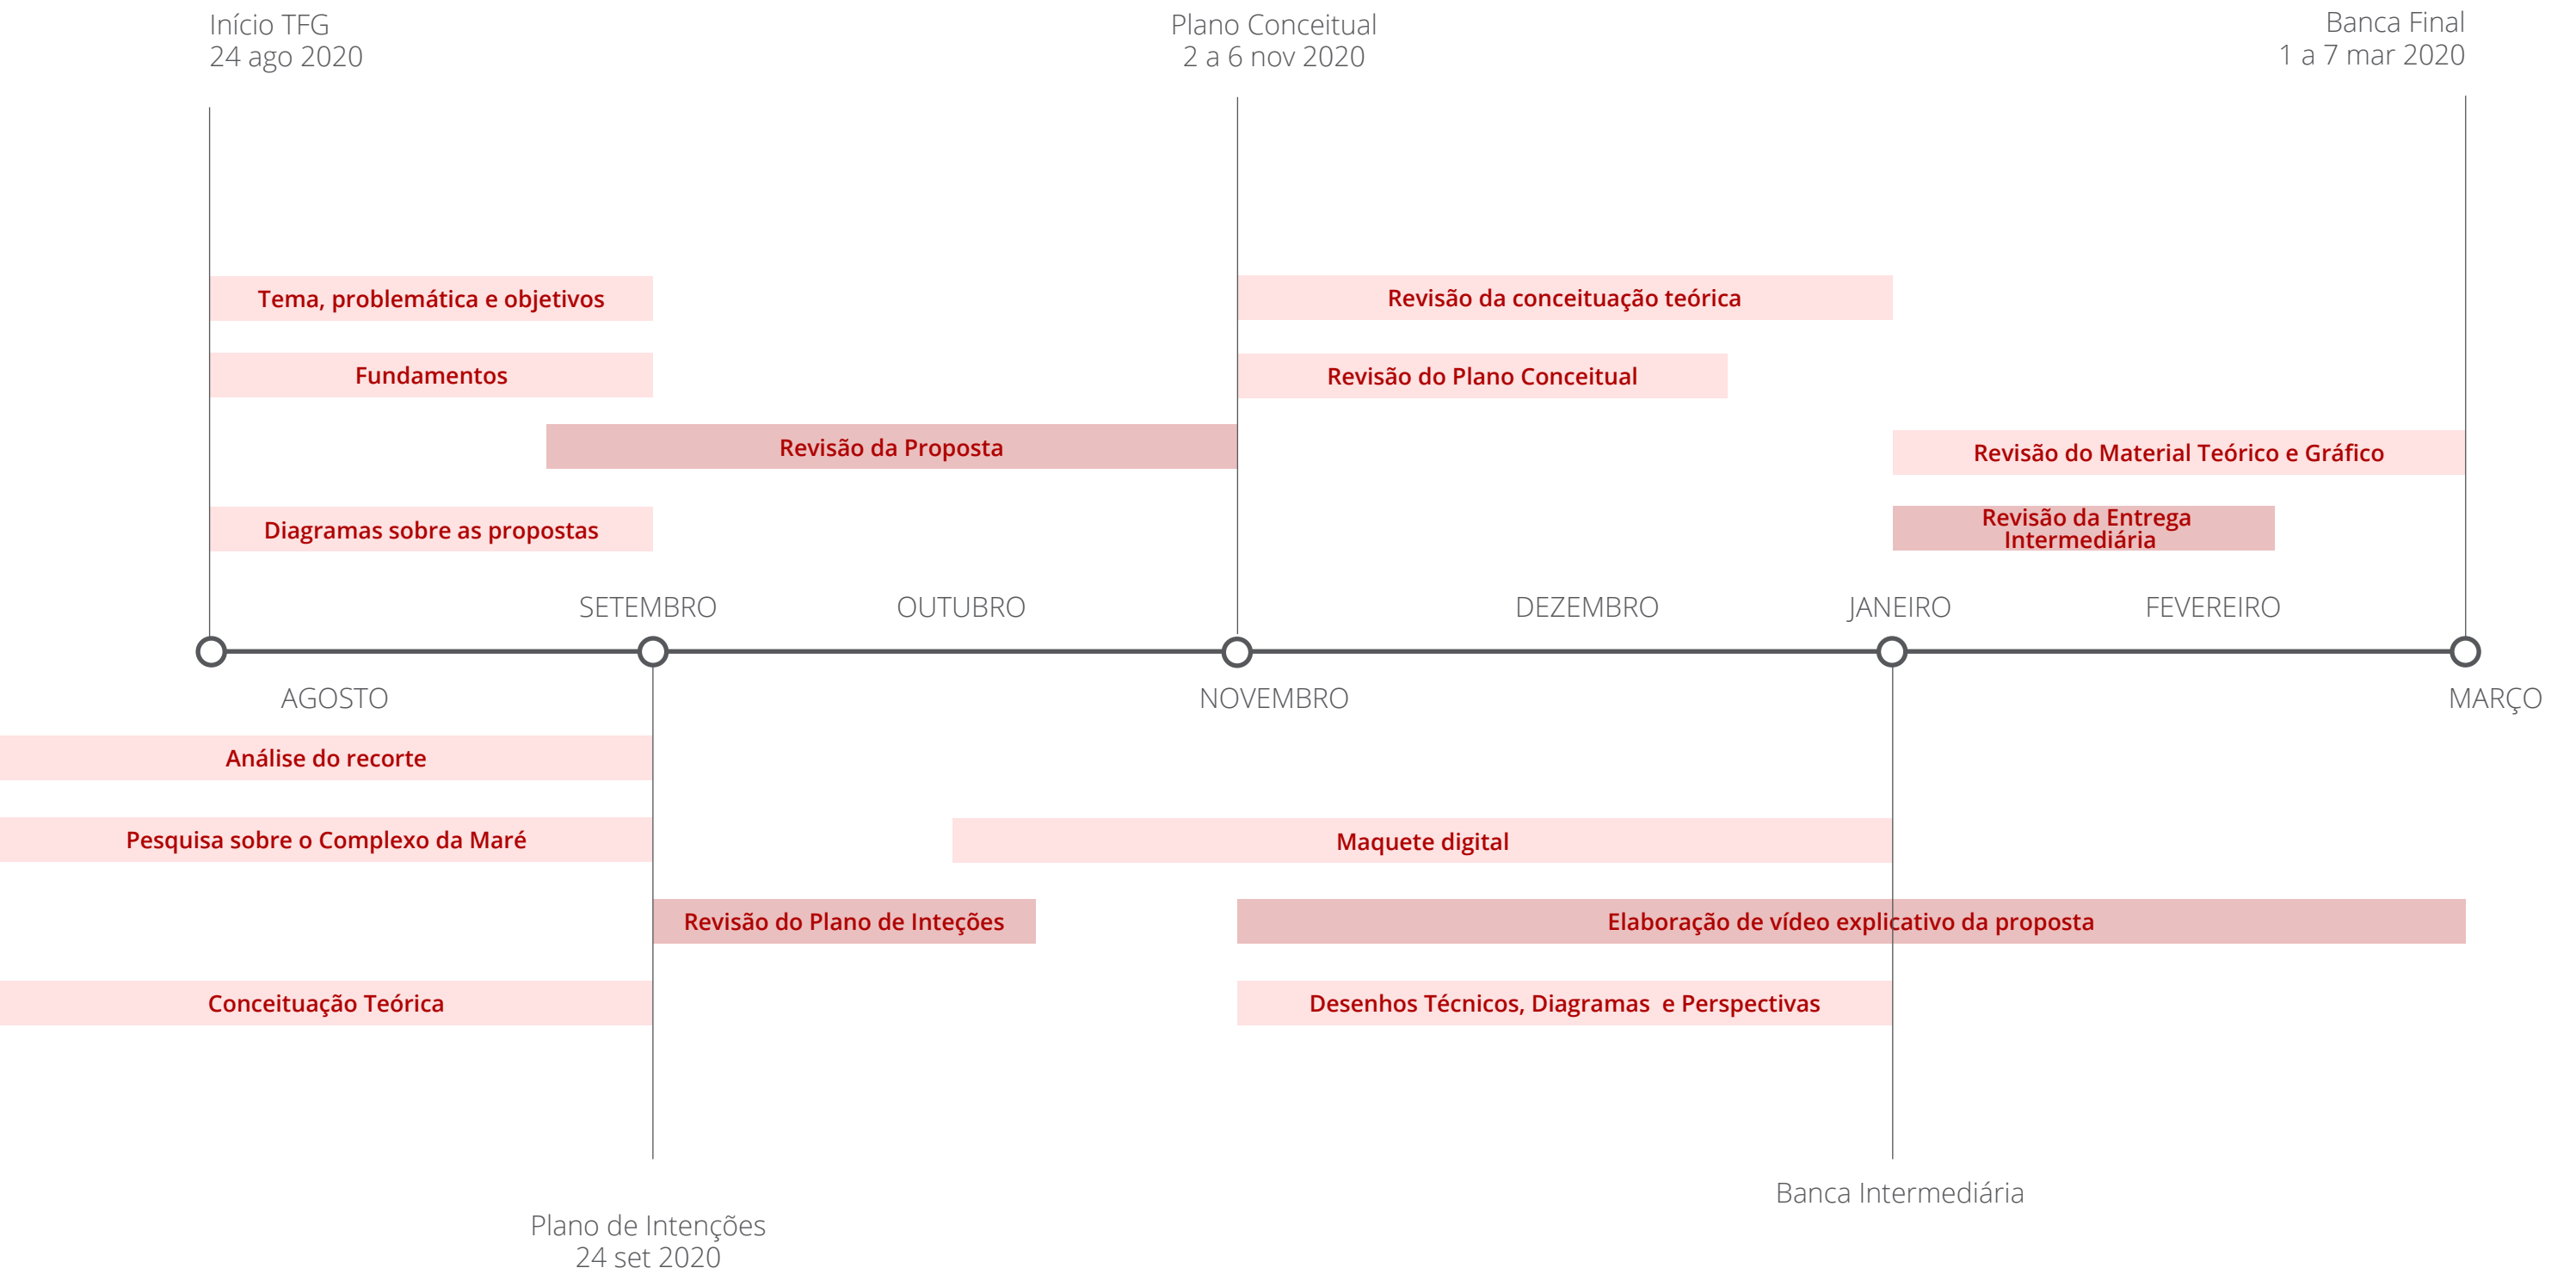 Início TFG
24 ago 2020
Plano Conceitual
2 a 6 nov 2020
Banca Final
1 a 7 mar 2020
Tema, problemática e objetivos
Revisão da conceituação teórica
Fundamentos
Revisão do Plano Conceitual
Revisão da Proposta
Revisão do Material Teórico e Gráfico
Diagramas sobre as propostas
Revisão da Entrega
Intermediária
SETEMBRO
OUTUBRO
DEZEMBRO
JANEIRO
FEVEREIRO
AGOSTO
NOVEMBRO
MARÇO
Análise do recorte
Pesquisa sobre o Complexo da Maré
Maquete digital
Revisão do Plano de Inteções
Elaboração de vídeo explicativo da proposta
Conceituação Teórica
Desenhos Técnicos, Diagramas  e Perspectivas
Banca Intermediária
Plano de Intenções
24 set 2020